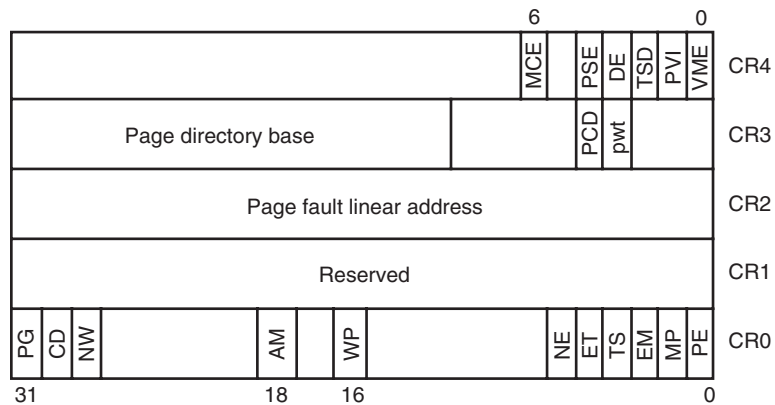 6 0
MCE PSE DE TSD PVI VME CR4
Page directory base PCD pwt CR3
Page fault linear address CR2
Reserved CR1
PG CD NW AM WP NE ET TS EM MP PE CR0
31 18 16 0